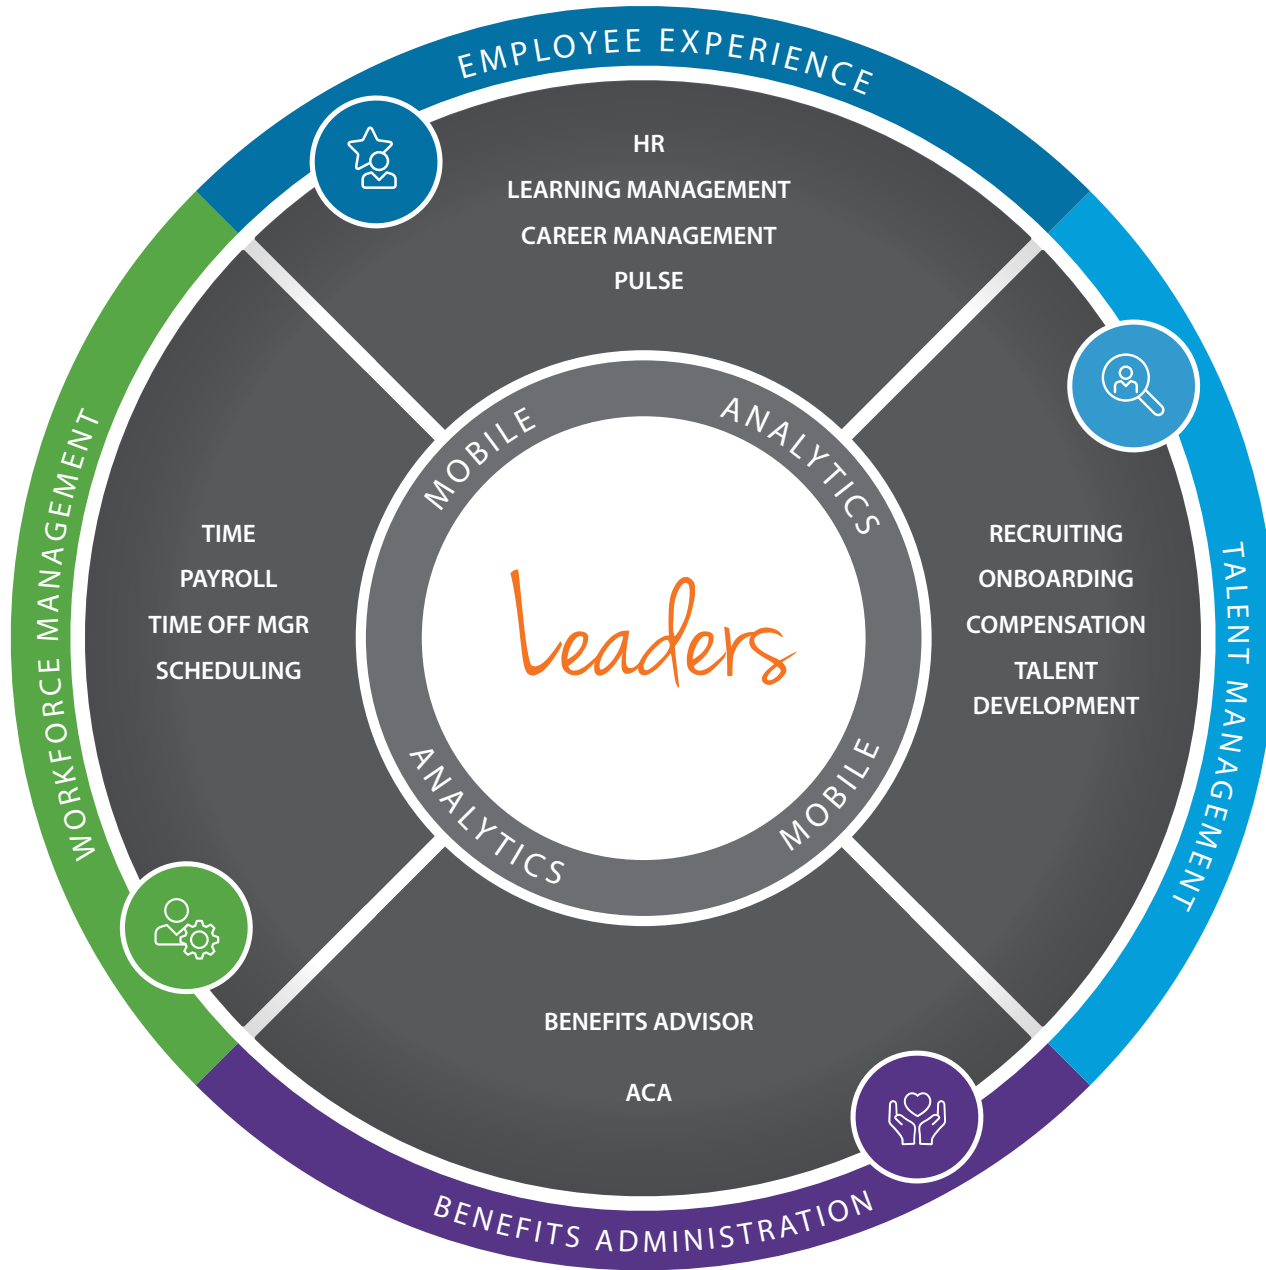 EMPLOYEE EXPERIENCE
HR
LEARNING MANAGEMENT
CAREER MANAGEMENT
PULSE
TALENT MANAGEMENT
RECRUITING
ONBOARDING
COMPENSATION
TALENT
DEVELOPMENT
BENEFITS ADMINISTRATION
BENEFITS ADVISOR
ACA
WORKFORCE MANAGEMENT
TIME
PAYROLL
TIME OFF MGR
SCHEDULING
MOBILE
ANALYTICS
MOBILE
ANALYTICS
Leaders